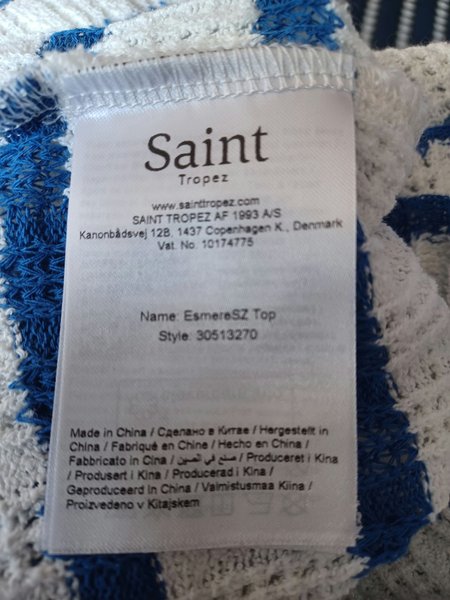 Saint
Tropez
www.sainttropez.com
SAINT TROPEZ AF 1993 A/S
Kanonbådsvej 12B, 1437 Copenhagen K., Denmark
Vat. No. 10174775
Name: EsmereSZ Top
Style: 30513270
Made in China / Сделано в Китае / Hergestellt in
China / Fabriqué en Chine / Hecho en China /
Fabbricato in Cina / صنع في الصين / Produceret i Kina
/ Produsert i Kina / Producerad i Kina /
Geproduceerd in China / Valmistusmaa Kiina /
Proizvedeno v Kitajskem